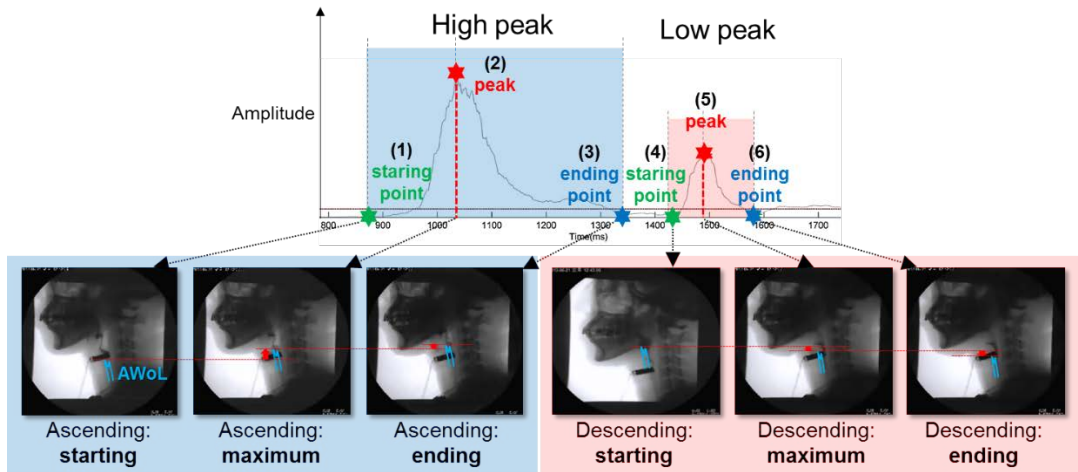 High peak
Low peak
Amplitude
(2)
peak
(5)
peak
(1)
staring
point
(3)
ending
point
(4)
staring
point
(6)
ending
point
800
900
1000
1100
1200
1300
1400
1500
1600
1700
Time(ms)
AWoL
Ascending:
starting
Ascending:
maximum
Ascending:
ending
Descending:
starting
Descending:
maximum
Descending:
ending